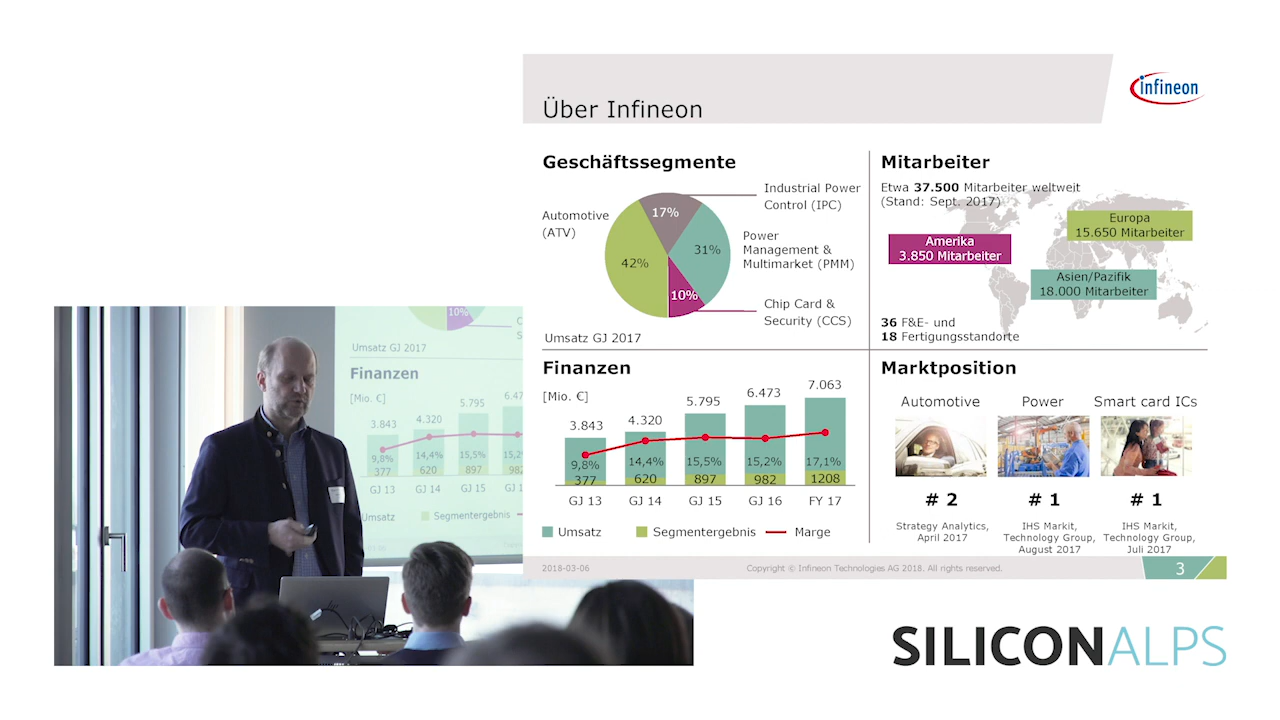 Über Infineon
infineon
Geschäftssegmente
Automotive
(ATV)
17%
31%
42%
10%
Industrial Power
Control (IPC)
Power
Management &
Multimarket (PMM)
Chip Card &
Security (CCS)
Umsatz GJ 2017
Mitarbeiter
Etwa 37.500 Mitarbeiter weltweit
(Stand: Sept. 2017)
Europa
15.650 Mitarbeiter
Amerika
3.850 Mitarbeiter
Asien/Pazifik
18.000 Mitarbeiter
36 F&E- und
18 Fertigungsstandorte
Finanzen
[Mio. €]
3.843
4.320
5.795
6.473
7.063
9,8%
14,4%
15,5%
15,2%
17,1%
377
620
897
982
1208
GJ 13
GJ 14
GJ 15
GJ 16
FY 17
Umsatz
Segmentergebnis
Marge
Marktposition
Automotive
Power
Smart card ICs
# 2
# 1
# 1
Strategy Analytics,
April 2017
IHS Markit,
Technology Group,
August 2017
IHS Markit,
Technology Group,
Juli 2017
2018-03-06
Copyright © Infineon Technologies AG 2018. All rights reserved.
3
10%
Umsatz GJ 2017
Finanzen
[Mio. €]
3.843
4.320
5.795
6.47
9,8%
14,4%
15,5%
15,2
377
620
897
982
GJ 13
GJ 14
GJ 15
GJ 1
Umsatz
Segmentergebnis
SILICONALPS